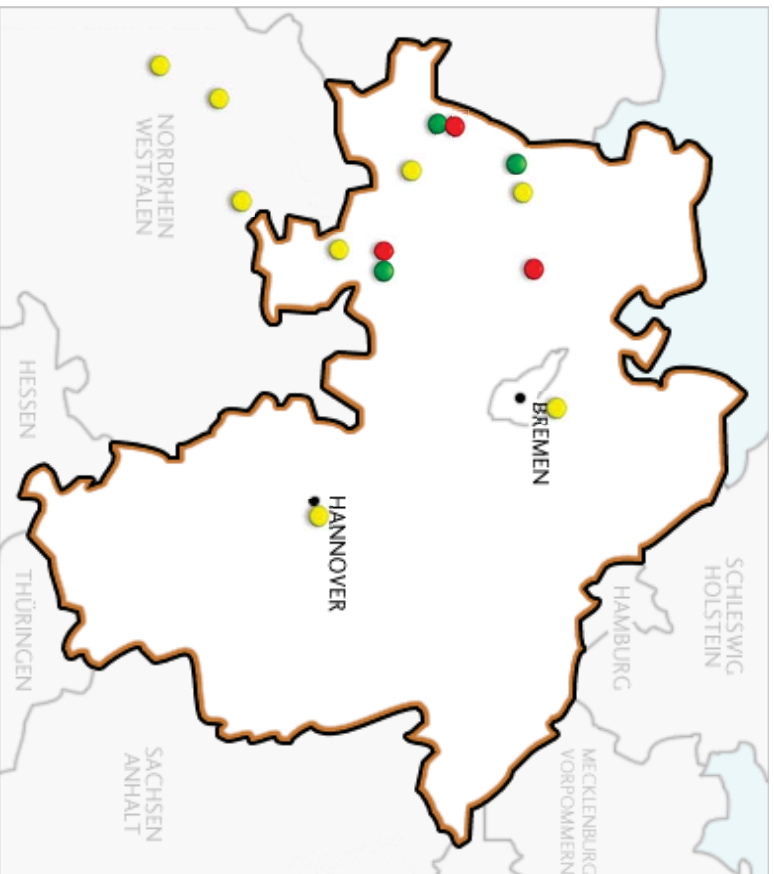 SCHLESWIG
HOLSTEIN
HAMBURG
MECKLENBURG
VORPOMMERN
BREMEN
HANNOVER
NORDRHEIN
WESTFALEN
SACHSEN
ANHALT
HESSEN
THÜRINGEN